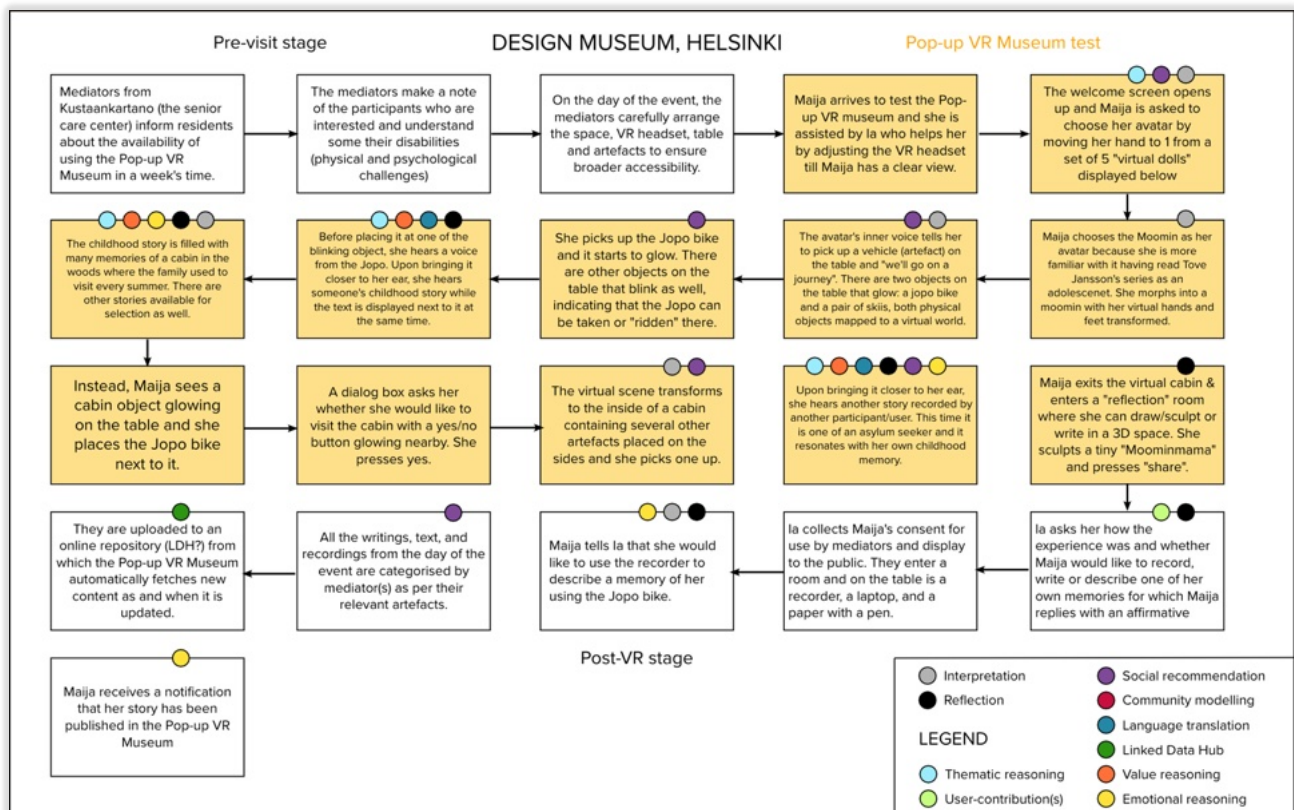 Pre-visit stage
DESIGN MUSEUM, HELSINKI
Pop-up VR Museum test
Mediators from
Kustaankartano (the senior
care center) inform residents
about the availability of
using the Pop-up VR
Museum in a week's time.
The mediators make a note
of the participants who are
interested and understand
some their disabilities
(physical and psychological
challenges)
On the day of the event, the
mediators carefully arrange
the space, VR headset, table
and artefacts to ensure
broader accessibility.
Maija arrives to test the Pop-
up VR museum and she is
assisted by Ia who helps her
by adjusting the VR headset
till Maija has a clear view.
The welcome screen opens
up and Maija is asked to
choose her avatar by
moving her hand to 1 from a
set of 5 "virtual dolls"
displayed below
Maija chooses the Moomin as her
avatar because she is more
familiar with it having read Tove
Jansson's series as an
adolescenet. She morphs into a
moomin with her virtual hands and
feet transformed.
The avatar's inner voice tells her
to pick up a vehicle (artefact) on
the table and "we'll go on a
journey". There are two objects on
the table that glow: a jopo bike
and a pair of skiis, both physical
objects mapped to a virtual world.
She picks up the Jopo bike
and it starts to glow. There
are other objects on the
table that blink as well,
indicating that the Jopo can
be taken or "ridden" there.
Before placing it at one of the
blinking object, she hears a voice
from the Jopo. Upon bringing it
closer to her ear, she hears
someone's childhood story while
the text is displayed next to it at
the same time.
The childhood story is filled with
many memories of a cabin in the
woods where the family used to
visit every summer. There are
other stories available for
selection as well.
Instead, Maija sees a
cabin object glowing
on the table and she
places the Jopo bike
next to it.
A dialog box asks her
whether she would like to
visit the cabin with a yes/no
button glowing nearby. She
presses yes.
The virtual scene transforms
to the inside of a cabin
containing several other
artefacts placed on the
sides and she picks one up.
Upon bringing it closer to her ear,
she hears another story recorded by
another participant/user. This time it
is one of an asylum seeker and it
resonates with her own childhood
memory.
Maija exits the virtual cabin &
enters a "reflection" room
where she can draw/sculpt or
write in a 3D space. She
sculpts a tiny "Moominmama"
and presses "share".
Ia asks her how the
experience was and whether
Maija would like to record,
write or describe one of her
own memories for which Maija
replies with an affirmative
Ia collects Maija's consent for
use by mediators and display
to the public. They enter a
room and on the table is a
recorder, a laptop, and a
paper with a pen.
Maija tells Ia that she would
like to use the recorder to
describe a memory of her
using the Jopo bike.
All the writings, text, and
recordings from the day of the
event are categorised by
mediator(s) as per their
relevant artefacts.
They are uploaded to an
online repository (LDH?) from
which the Pop-up VR Museum
automatically fetches new
content as and when it is
updated.
Maija receives a notification
that her story has been
published in the Pop-up VR
Museum
Post-VR stage
Interpretation
Reflection
LEGEND
Thematic reasoning
User-contribution(s)
Social recommendation
Community modelling
Language translation
Linked Data Hub
Value reasoning
Emotional reasoning